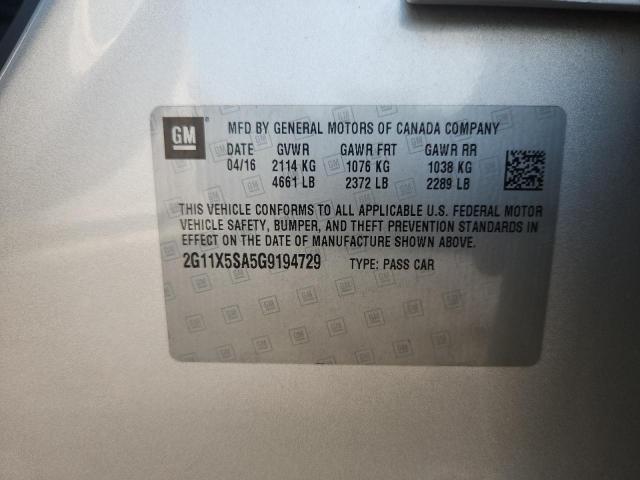 GM MFD BY GENERAL MOTORS OF CANADA COMPANY
DATE GVWR GAWR FRT GAWR RR
04/16 2114 KG 1076 KG 1038 KG
4661 LB 2372 LB 2289 LB
THIS VEHICLE CONFORMS TO ALL APPLICABLE U.S. FEDERAL MOTOR
VEHICLE SAFETY, BUMPER, AND THEFT PREVENTION STANDARDS IN
EFFECT ON THE DATE OF MANUFACTURE SHOWN ABOVE.
2G11X5SA5G9194729 TYPE: PASS CAR